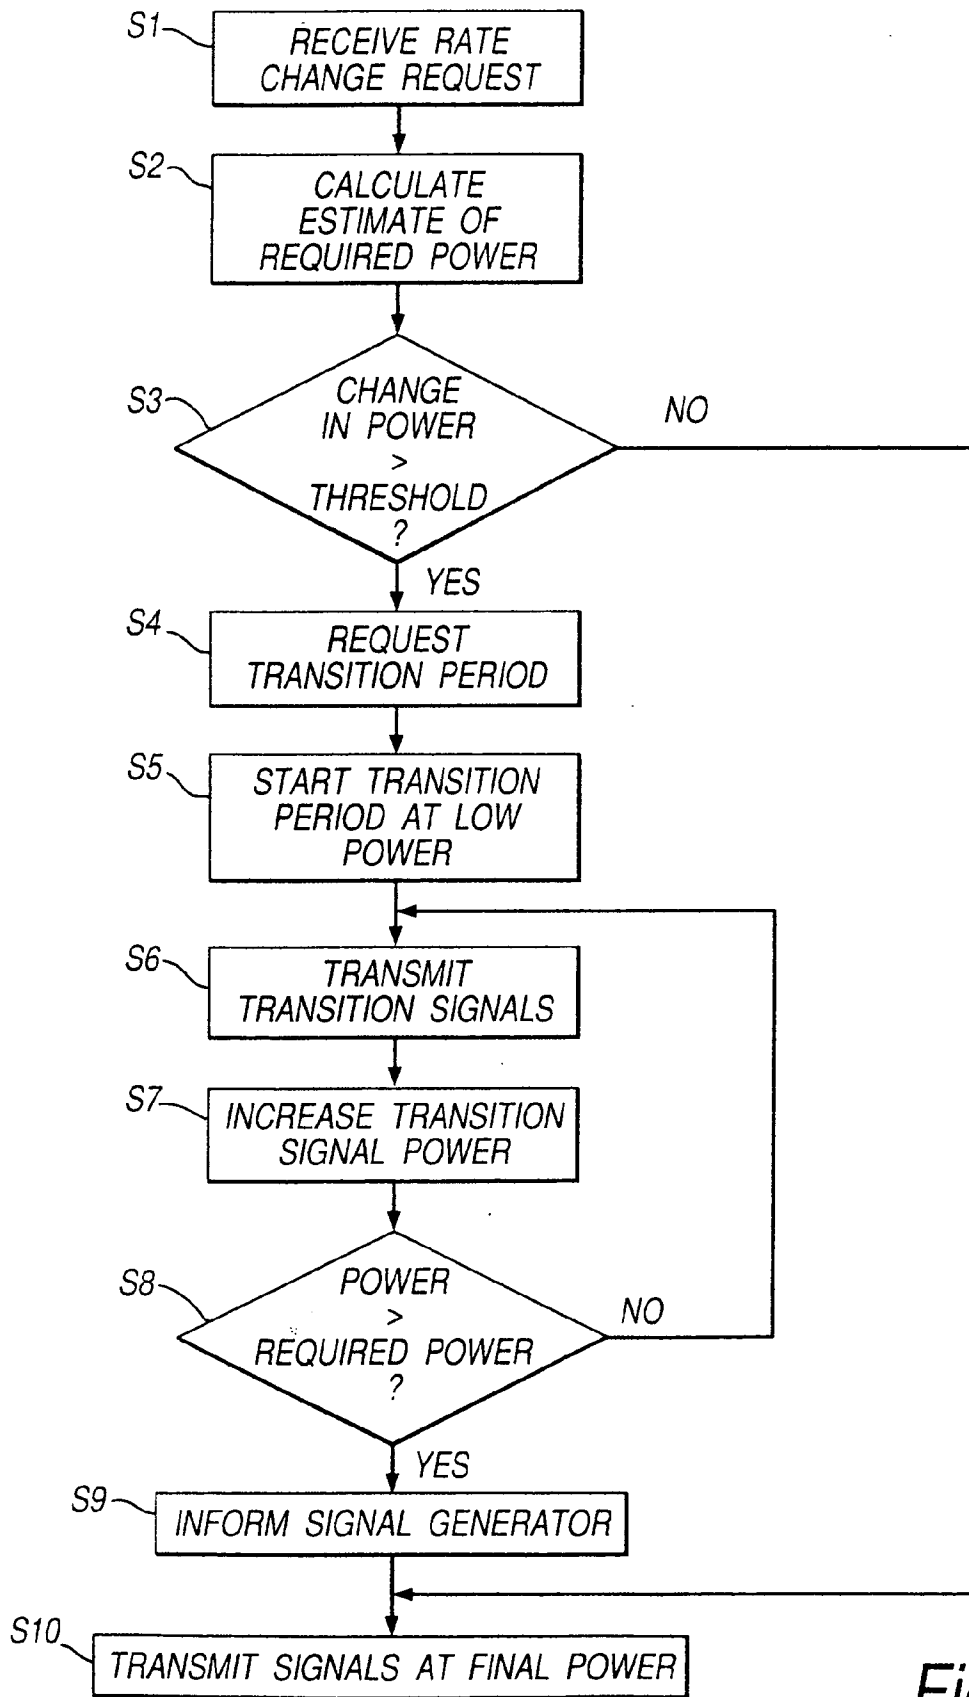 S1
RECEIVE RATE
CHANGE REQUEST
S2
CALCULATE
ESTIMATE OF
REQUIRED POWER
S3
CHANGE
IN POWER
>
THRESHOLD
?
NO
YES
S4
REQUEST
TRANSITION PERIOD
S5
START TRANSITION
PERIOD AT LOW
POWER
S6
TRANSMIT
TRANSITION SIGNALS
S7
INCREASE TRANSITION
SIGNAL POWER
S8
POWER
>
REQUIRED POWER
?
NO
YES
S9
INFORM SIGNAL GENERATOR
S10
TRANSMIT SIGNALS AT FINAL POWER